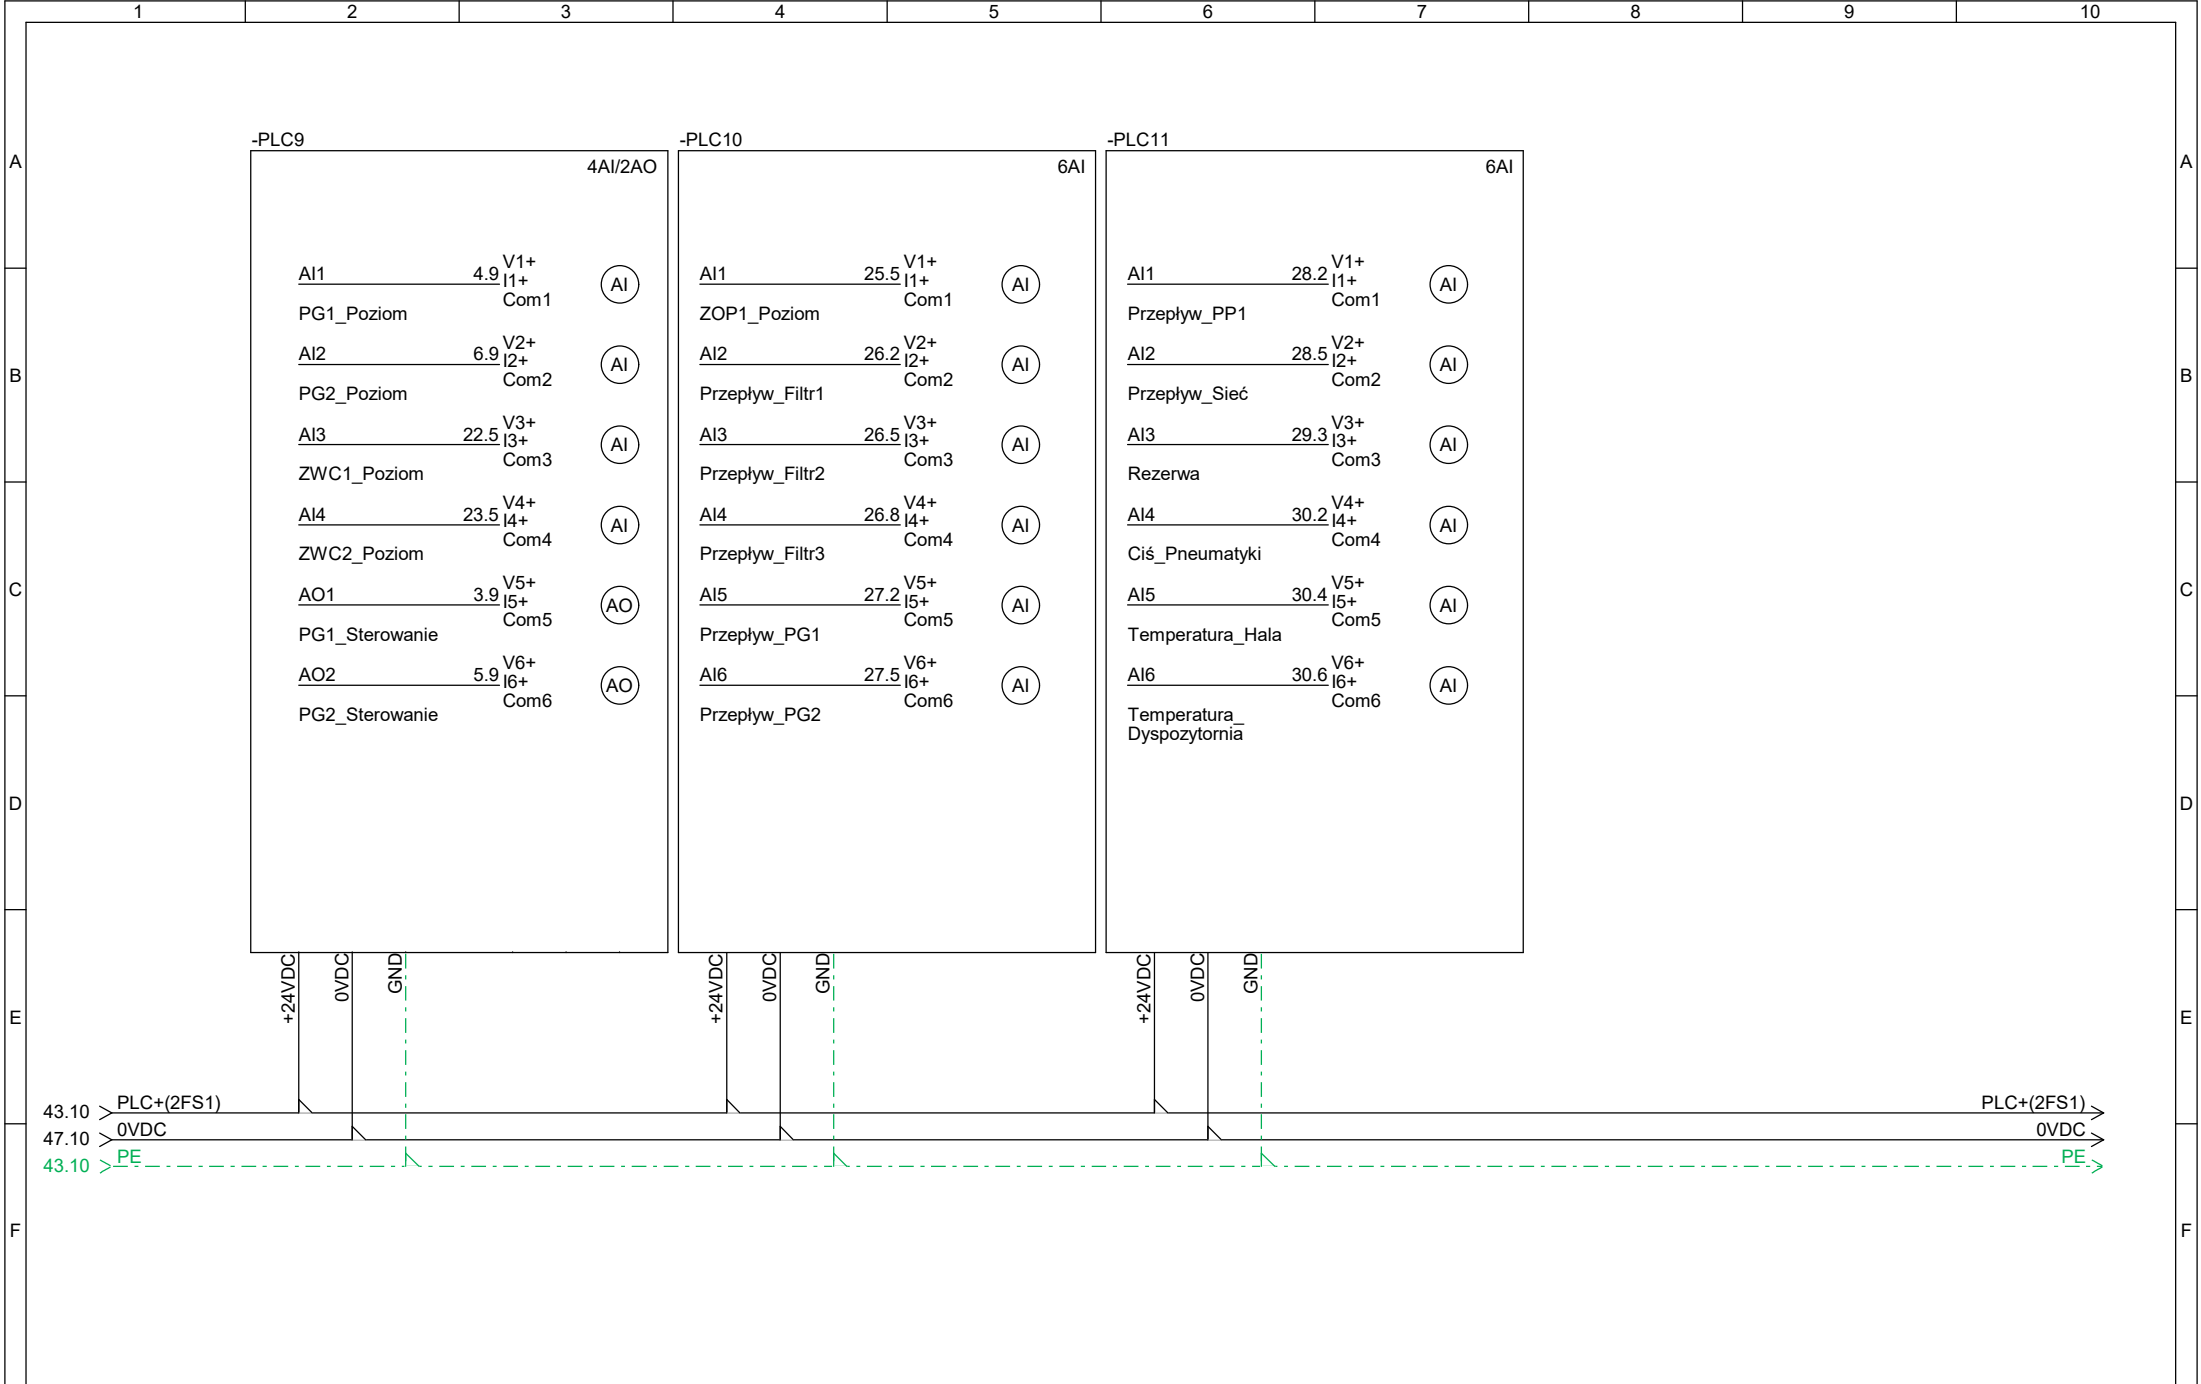 1 2 3 4 5 6 7 8 9 10
-PLC9
4AI/2AO
AI1 4.9 V1+ I1+ Com1 AI
PG1_Poziom
AI2 6.9 V2+ I2+ Com2 AI
PG2_Poziom
AI3 22.5 V3+ I3+ Com3 AI
ZWC1_Poziom
AI4 23.5 V4+ I4+ Com4 AI
ZWC2_Poziom
AO1 3.9 V5+ I5+ Com5 AO
PG1_Sterowanie
AO2 5.9 V6+ I6+ Com6 AO
PG2_Sterowanie
+24VDC 0VDC GND
-PLC10
6AI
AI1 25.5 V1+ I1+ Com1 AI
ZOP1_Poziom
AI2 26.2 V2+ I2+ Com2 AI
Przepływ_Filtr1
AI3 26.5 V3+ I3+ Com3 AI
Przepływ_Filtr2
AI4 26.8 V4+ I4+ Com4 AI
Przepływ_Filtr3
AI5 27.2 V5+ I5+ Com5 AI
Przepływ_PG1
AI6 27.5 V6+ I6+ Com6 AI
Przepływ_PG2
+24VDC 0VDC GND
-PLC11
6AI
AI1 28.2 V1+ I1+ Com1 AI
Przepływ_PP1
AI2 28.5 V2+ I2+ Com2 AI
Przepływ_Sieć
AI3 29.3 V3+ I3+ Com3 AI
Rezerwa
AI4 30.2 V4+ I4+ Com4 AI
Ciś_Pneumatyki
AI5 30.4 V5+ I5+ Com5 AI
Temperatura_Hala
AI6 30.6 V6+ I6+ Com6 AI
Temperatura_
Dyspozytornia
+24VDC 0VDC GND
43.10 PLC+(2FS1) PLC+(2FS1)
47.10 0VDC 0VDC
43.10 PE PE
A A
B B
C C
D D
E E
F F